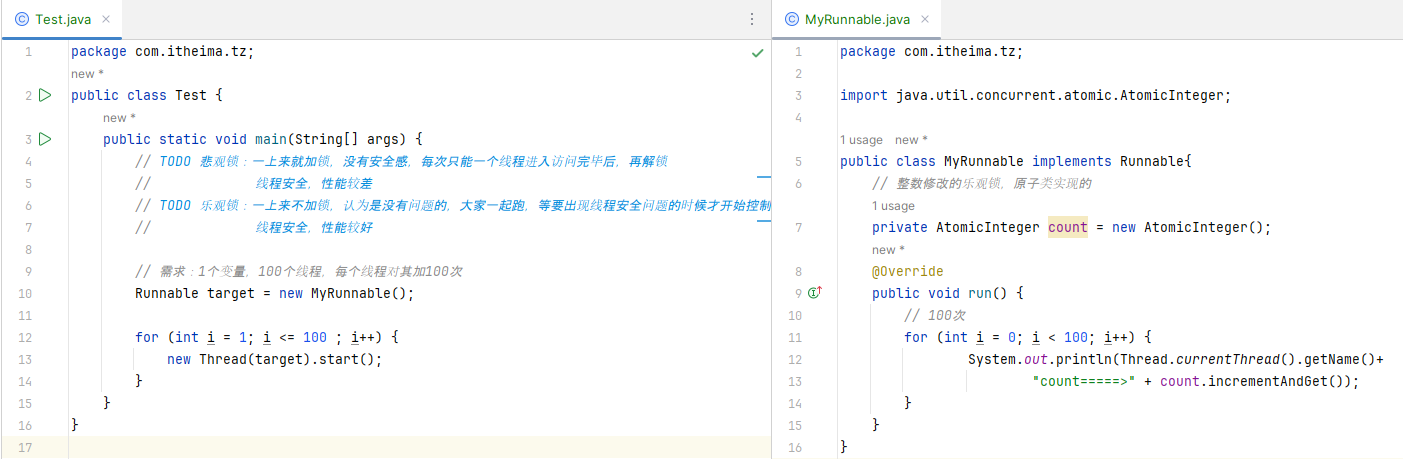 Test.java
1 package com.itheima.tz;
new *
2 public class Test {
new *
3 public static void main(String[] args) {
4 // TODO 悲观锁：一上来就加锁，没有安全感，每次只能一个线程进入访问完毕后，再解锁
5 // 线程安全，性能较差
6 // TODO 乐观锁：一上来不加锁，认为是没有问题的，大家一起跑，等要出现线程安全问题的时候才开始控制
7 // 线程安全，性能较好
8
9 // 需求：1个变量，100个线程，每个线程对其加100次
10 Runnable target = new MyRunnable();
11
12 for (int i = 1; i <= 100 ; i++) {
13 new Thread(target).start();
14 }
15 }
16 }
17
MyRunnable.java
1 package com.itheima.tz;
2
3 import java.util.concurrent.atomic.AtomicInteger;
4
1 usage new *
5 public class MyRunnable implements Runnable{
6 // 整数修改的乐观锁，原子类实现的
1 usage
7 private AtomicInteger count = new AtomicInteger();
new *
8 @Override
9 public void run() {
10 // 100次
11 for (int i = 0; i < 100; i++) {
12 System.out.println(Thread.currentThread().getName()+
13 "count=====>" + count.incrementAndGet());
14 }
15 }
16 }